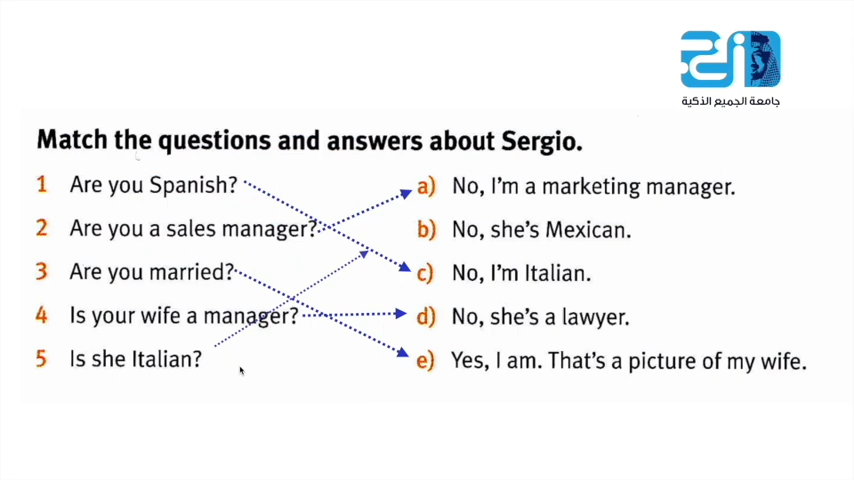 جامعة الجميع الذكية
Match the questions and answers about Sergio.
1 Are you Spanish?
2 Are you a sales manager?
3 Are you married?
4 Is your wife a manager?
5 Is she Italian?
a) No, I'm a marketing manager.
b) No, she's Mexican.
c) No, I'm Italian.
d) No, she's a lawyer.
e) Yes, I am. That's a picture of my wife.